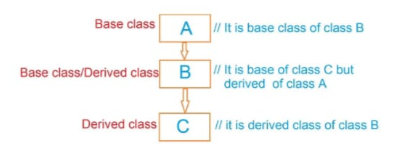 Base class A // It is base class of class B
Base class/Derived class B // It is base of class C but
derived of class A
Derived class C // it is derived class of class B